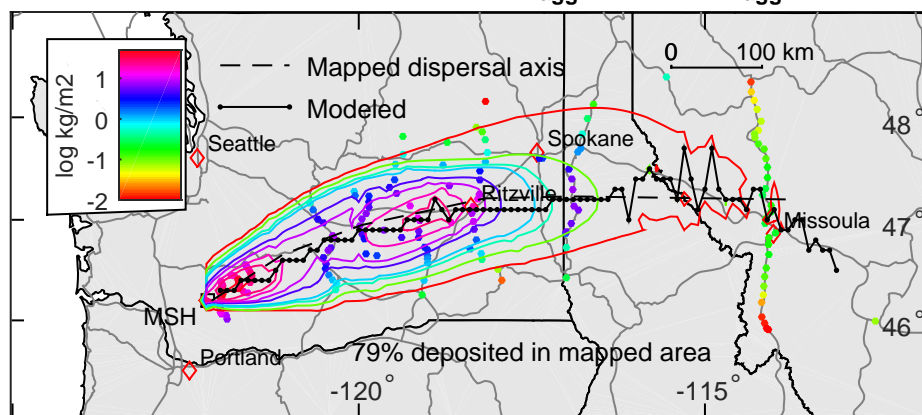 0 100 km
Mapped dispersal axis
Modeled
log kg/m2
1
0
-1
-2
Seattle
Spokane
Ritzville
Missoula
MSH
Portland
79% deposited in mapped area
48°
47°
46°
-120°
-115°